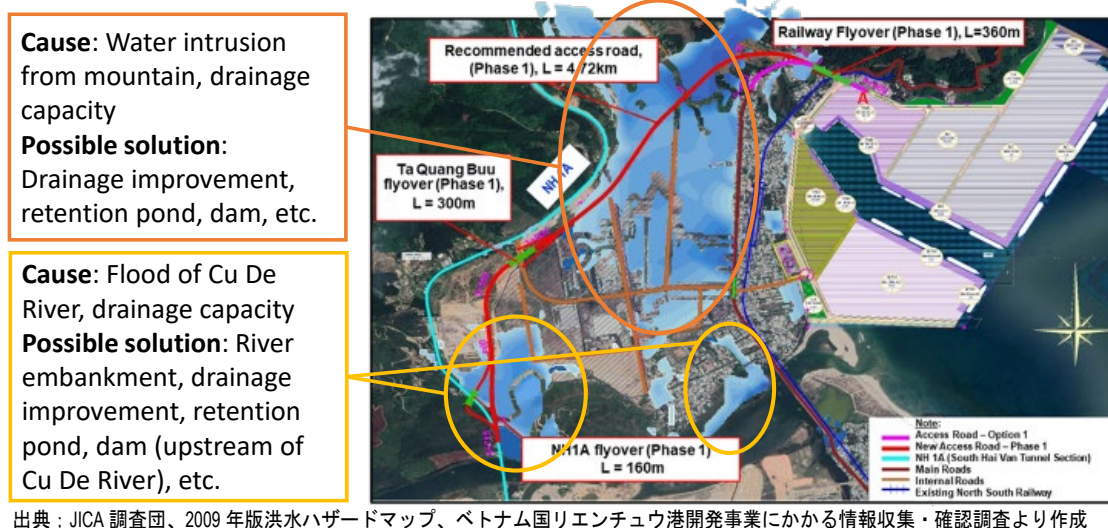 Cause: Water intrusion
from mountain, drainage
capacity
Possible solution:
Drainage improvement,
retention pond, dam, etc.
Cause: Flood of Cu De
River, drainage capacity
Possible solution: River
embankment, drainage
improvement, retention
pond, dam (upstream of
Cu De River), etc.
Recommended access road,
(Phase 1), L = 4.72km
Railway Flyover (Phase 1), L=360m
A
Ta Quang Buu
flyover (Phase 1),
L = 300m
NH 1A
NH1A flyover (Phase 1)
L = 160m
Note:
Access Road – Option 1
New Access Road – Phase 1
NH 1A (South Hai Van Tunnel Section)
Main Roads
Internal Roads
Existing North South Railway
出典：JICA 調査団、2009 年版洪水ハザードマップ、ベトナム国リエンチュウ港開発事業にかかる情報収集・確認調査より作成